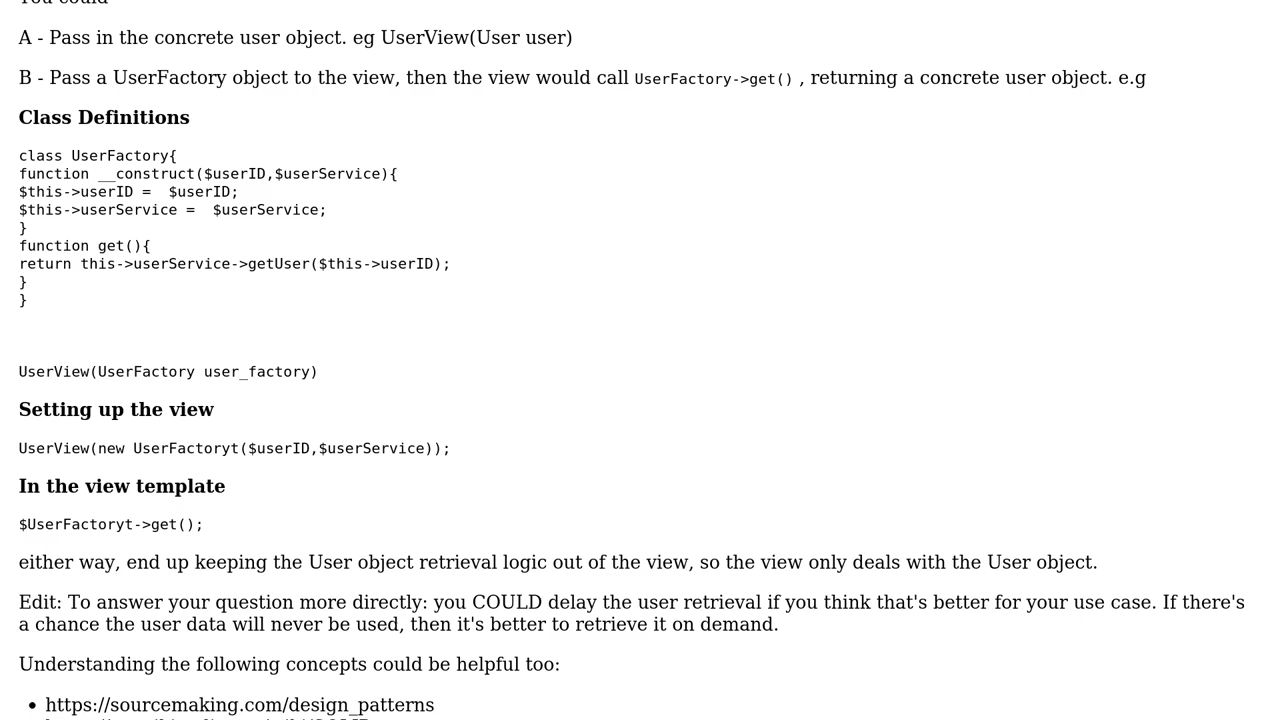 You could
A - Pass in the concrete user object. eg UserView(User user)
B - Pass a UserFactory object to the view, then the view would call UserFactory->get() , returning a concrete user object. e.g
Class Definitions
class UserFactory{
function __construct($userID,$userService){
$this->userID =  $userID;
$this->userService =  $userService;
}
function get(){
return this->userService->getUser($this->userID);
}
}
UserView(UserFactory user_factory)
Setting up the view
UserView(new UserFactoryt($userID,$userService));
In the view template
$UserFactoryt->get();
either way, end up keeping the User object retrieval logic out of the view, so the view only deals with the User object.
Edit: To answer your question more directly: you COULD delay the user retrieval if you think that's better for your use case. If there's
a chance the user data will never be used, then it's better to retrieve it on demand.
Understanding the following concepts could be helpful too:
• https://sourcemaking.com/design_patterns